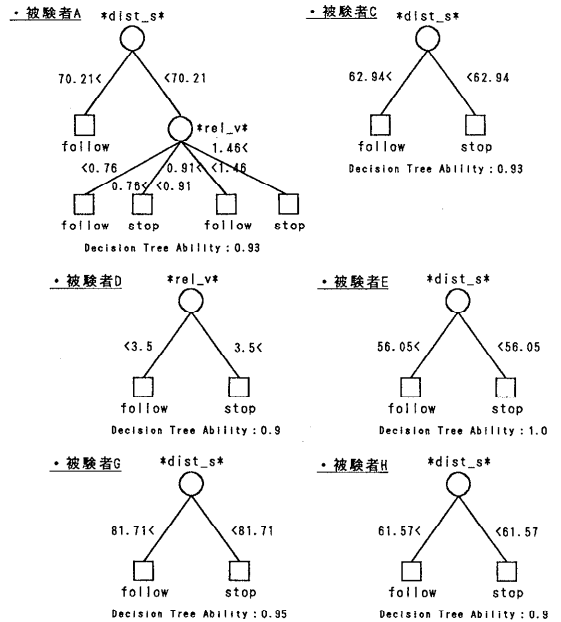 ・被験者A
*dist_s*
70.21<
<70.21
follow
*rel_v*
<0.76
0.76<
<0.91
0.91<
<1.46
1.46<
follow
stop
follow
stop
Decision Tree Ability : 0.93
・被験者C
*dist_s*
62.94<
<62.94
follow
stop
Decision Tree Ability : 0.93
・被験者D
*rel_v*
<3.5
3.5<
follow
stop
Decision Tree Ability : 0.9
・被験者E
*dist_s*
56.05<
<56.05
follow
stop
Decision Tree Ability : 1.0
・被験者G
*dist_s*
81.71<
<81.71
follow
stop
Decision Tree Ability : 0.95
・被験者H
*dist_s*
61.57<
<61.57
follow
stop
Decision Tree Ability : 0.9